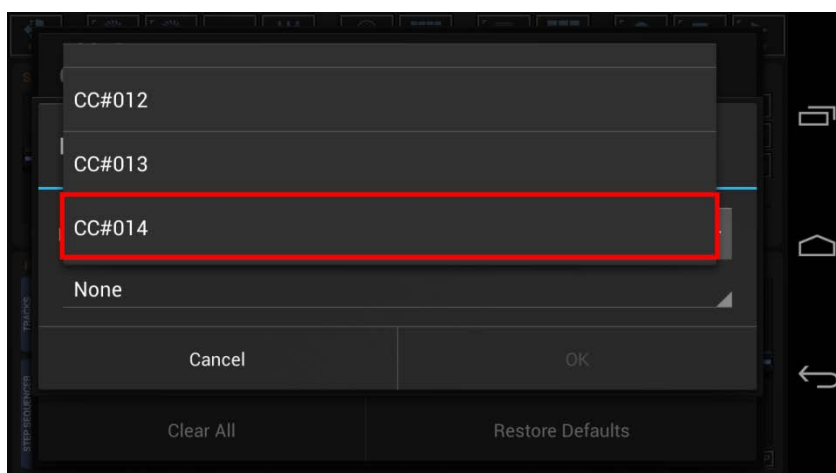 CC#012
CC#013
CC#014
None
Cancel
OK
Clear All
Restore Defaults
TRACKS
STEP SEQUENCER